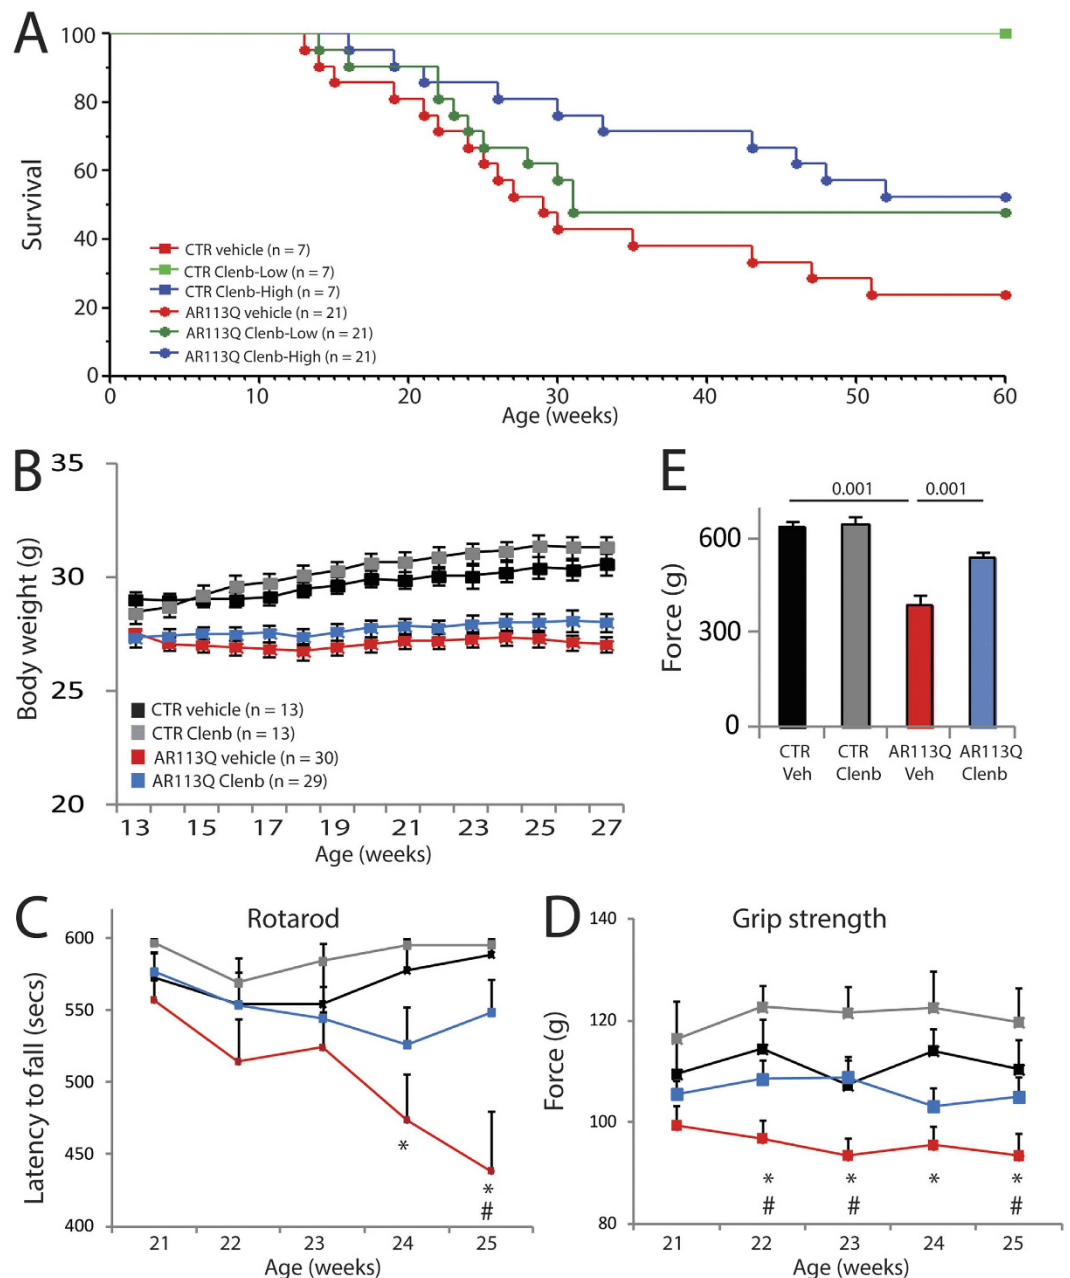 A
100
80
60
40
20
0
Survival
CTR vehicle (n = 7)
CTR Clenb-Low (n = 7)
CTR Clenb-High (n = 7)
AR113Q vehicle (n = 21)
AR113Q Clenb-Low (n = 21)
AR113Q Clenb-High (n = 21)
0 10 20 30 40 50 60
Age (weeks)
B
35
30
25
20
Body weight (g)
CTR vehicle (n = 13)
CTR Clenb (n = 13)
AR113Q vehicle (n = 30)
AR113Q Clenb (n = 29)
13 15 17 19 21 23 25 27
Age (weeks)
E
0.001 0.001
600
300
0
Force (g)
CTR CTR AR113Q AR113Q
Veh Clenb Veh Clenb
C
Rotarod
600
550
500
450
400
Latency to fall (secs)
*
*
#
21 22 23 24 25
Age (weeks)
D
Grip strength
140
120
100
80
Force (g)
* * * *
# # #
21 22 23 24 25
Age (weeks)